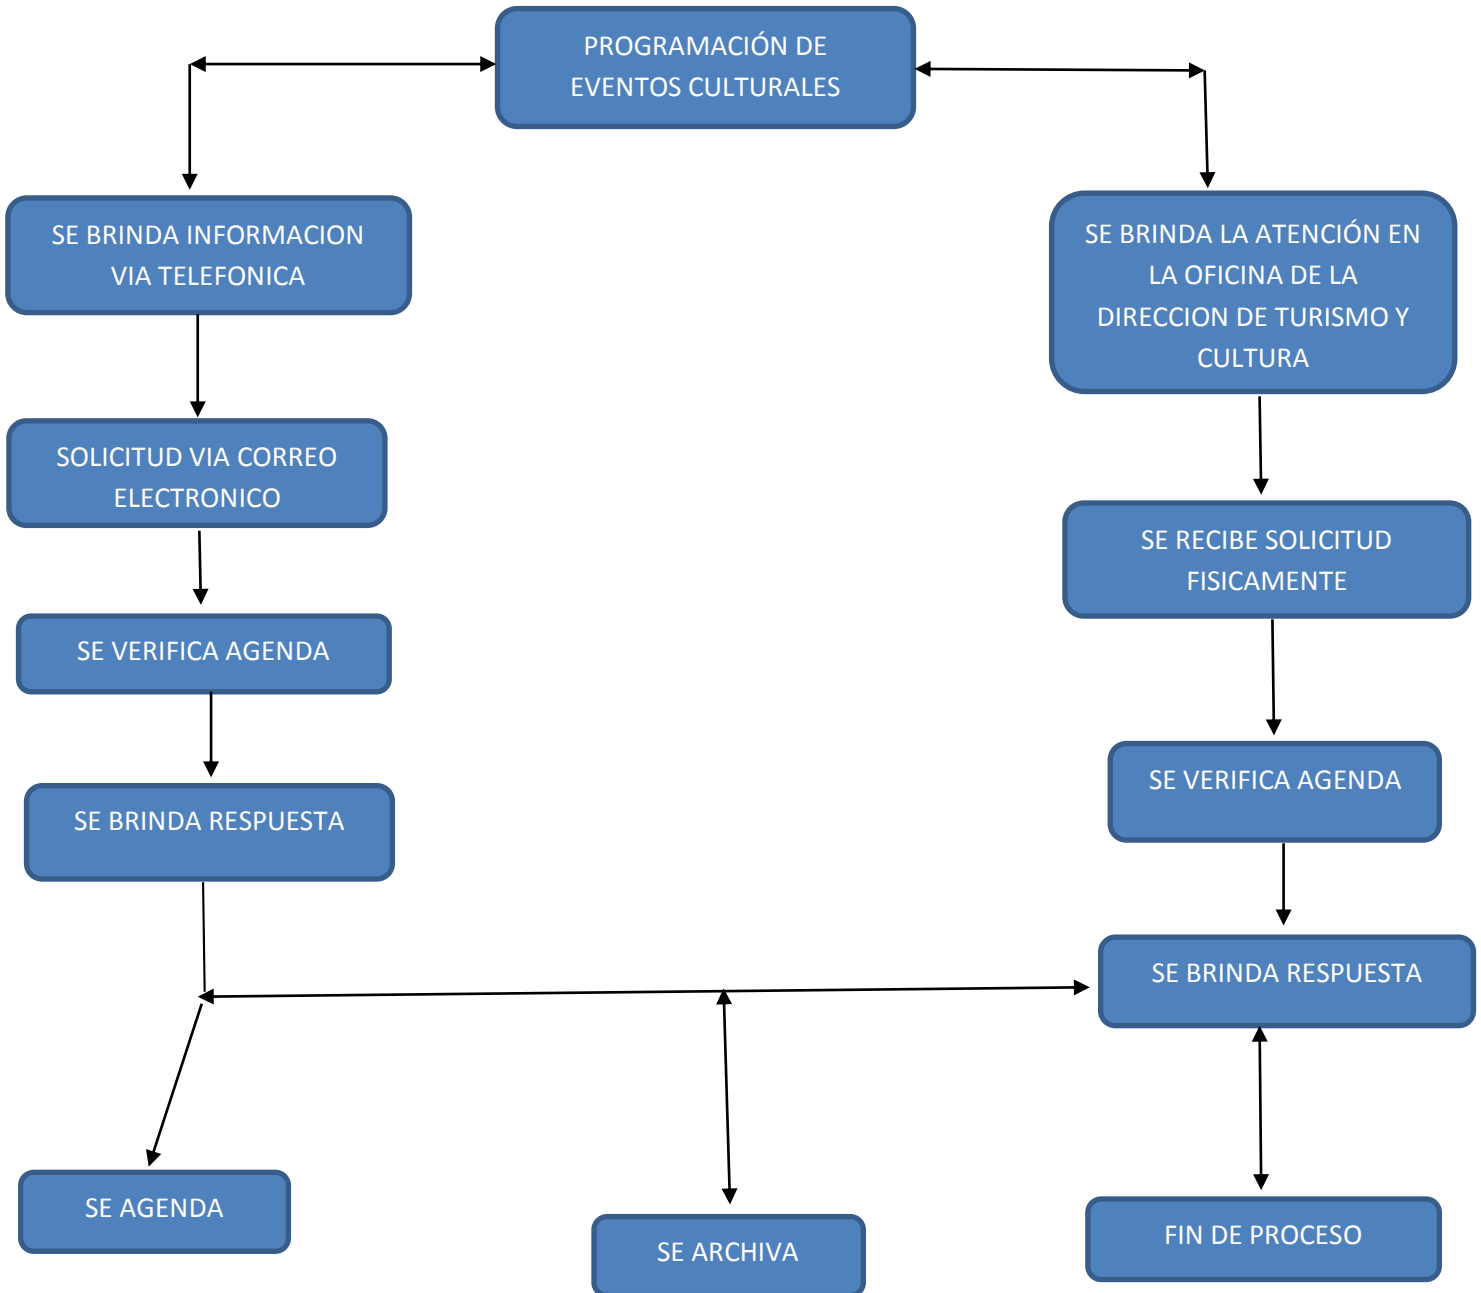 PROGRAMACIÓN DE
EVENTOS CULTURALES
SE BRINDA INFORMACION
VIA TELEFONICA
SOLICITUD VIA CORREO
ELECTRONICO
SE VERIFICA AGENDA
SE BRINDA RESPUESTA
SE BRINDA LA ATENCIÓN EN
LA OFICINA DE LA
DIRECCION DE TURISMO Y
CULTURA
SE RECIBE SOLICITUD
FISICAMENTE
SE VERIFICA AGENDA
SE BRINDA RESPUESTA
SE AGENDA
SE ARCHIVA
FIN DE PROCESO